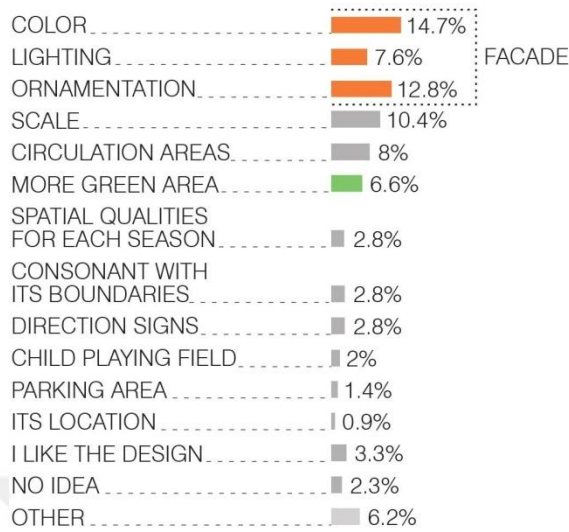 COLOR 14.7%
LIGHTING 7.6% FACADE
ORNAMENTATION 12.8%
SCALE 10.4%
CIRCULATION AREAS 8%
MORE GREEN AREA 6.6%
SPATIAL QUALITIES
FOR EACH SEASON 2.8%
CONSONANT WITH
ITS BOUNDARIES 2.8%
DIRECTION SIGNS 2.8%
CHILD PLAYING FIELD 2%
PARKING AREA 1.4%
ITS LOCATION 0.9%
I LIKE THE DESIGN 3.3%
NO IDEA 2.3%
OTHER 6.2%